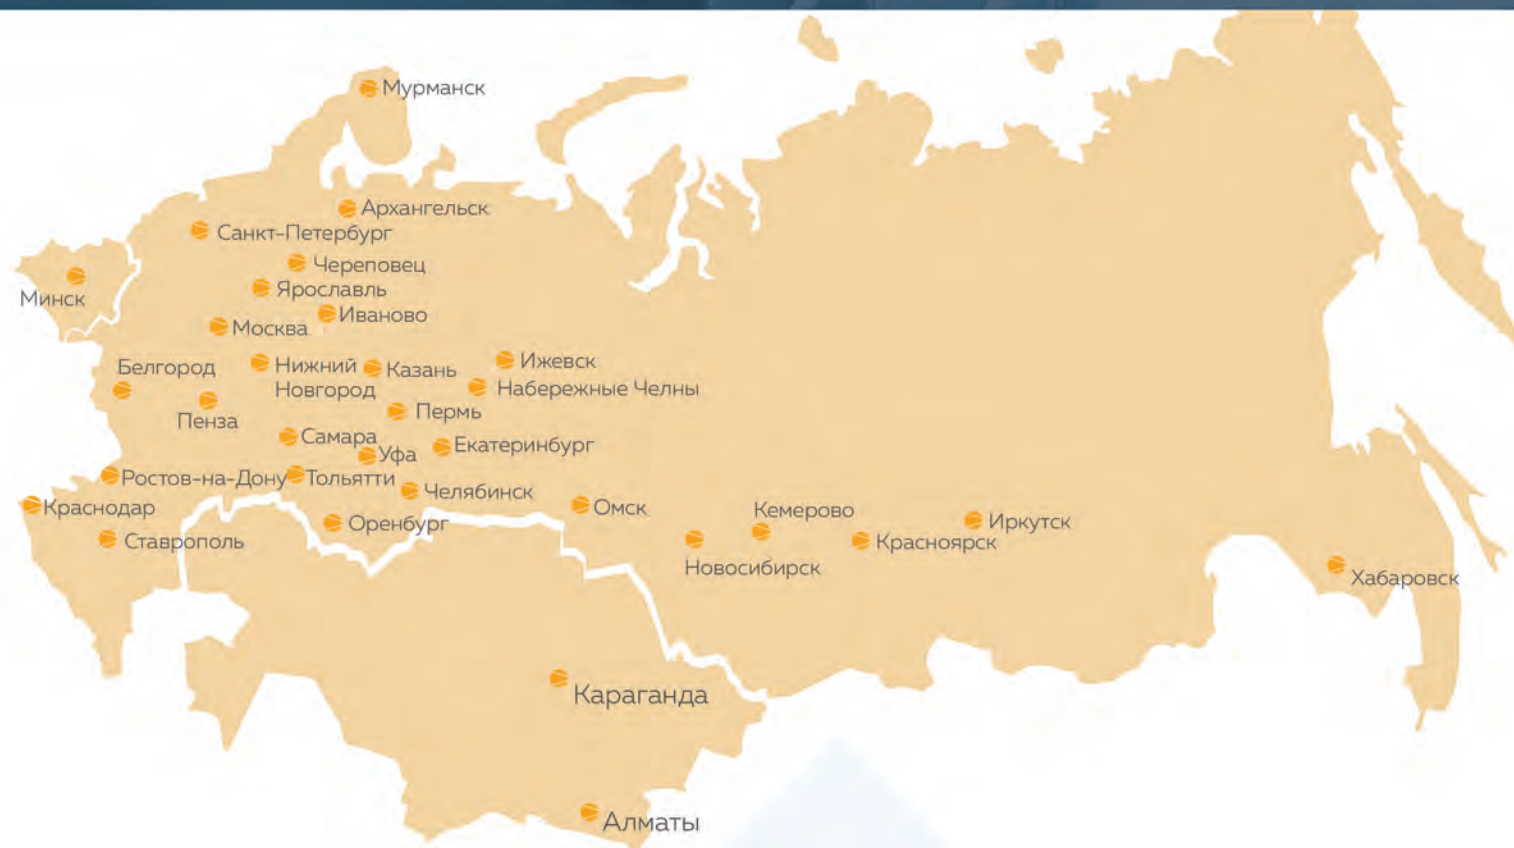 Мурманск
Архангельск
Санкт-Петербург
Череповец
Ярославль
Минск
Иваново
Москва
Белгород
Нижний
Новгород
Казань
Ижевск
Набережные Челны
Пенза
Пермь
Самара
Екатеринбург
Уфа
Ростов-на-Дону
Тольятти
Челябинск
Краснодар
Омск
Кемерово
Оренбург
Иркутск
Ставрополь
Красноярск
Новосибирск
Хабаровск
Караганда
Алматы